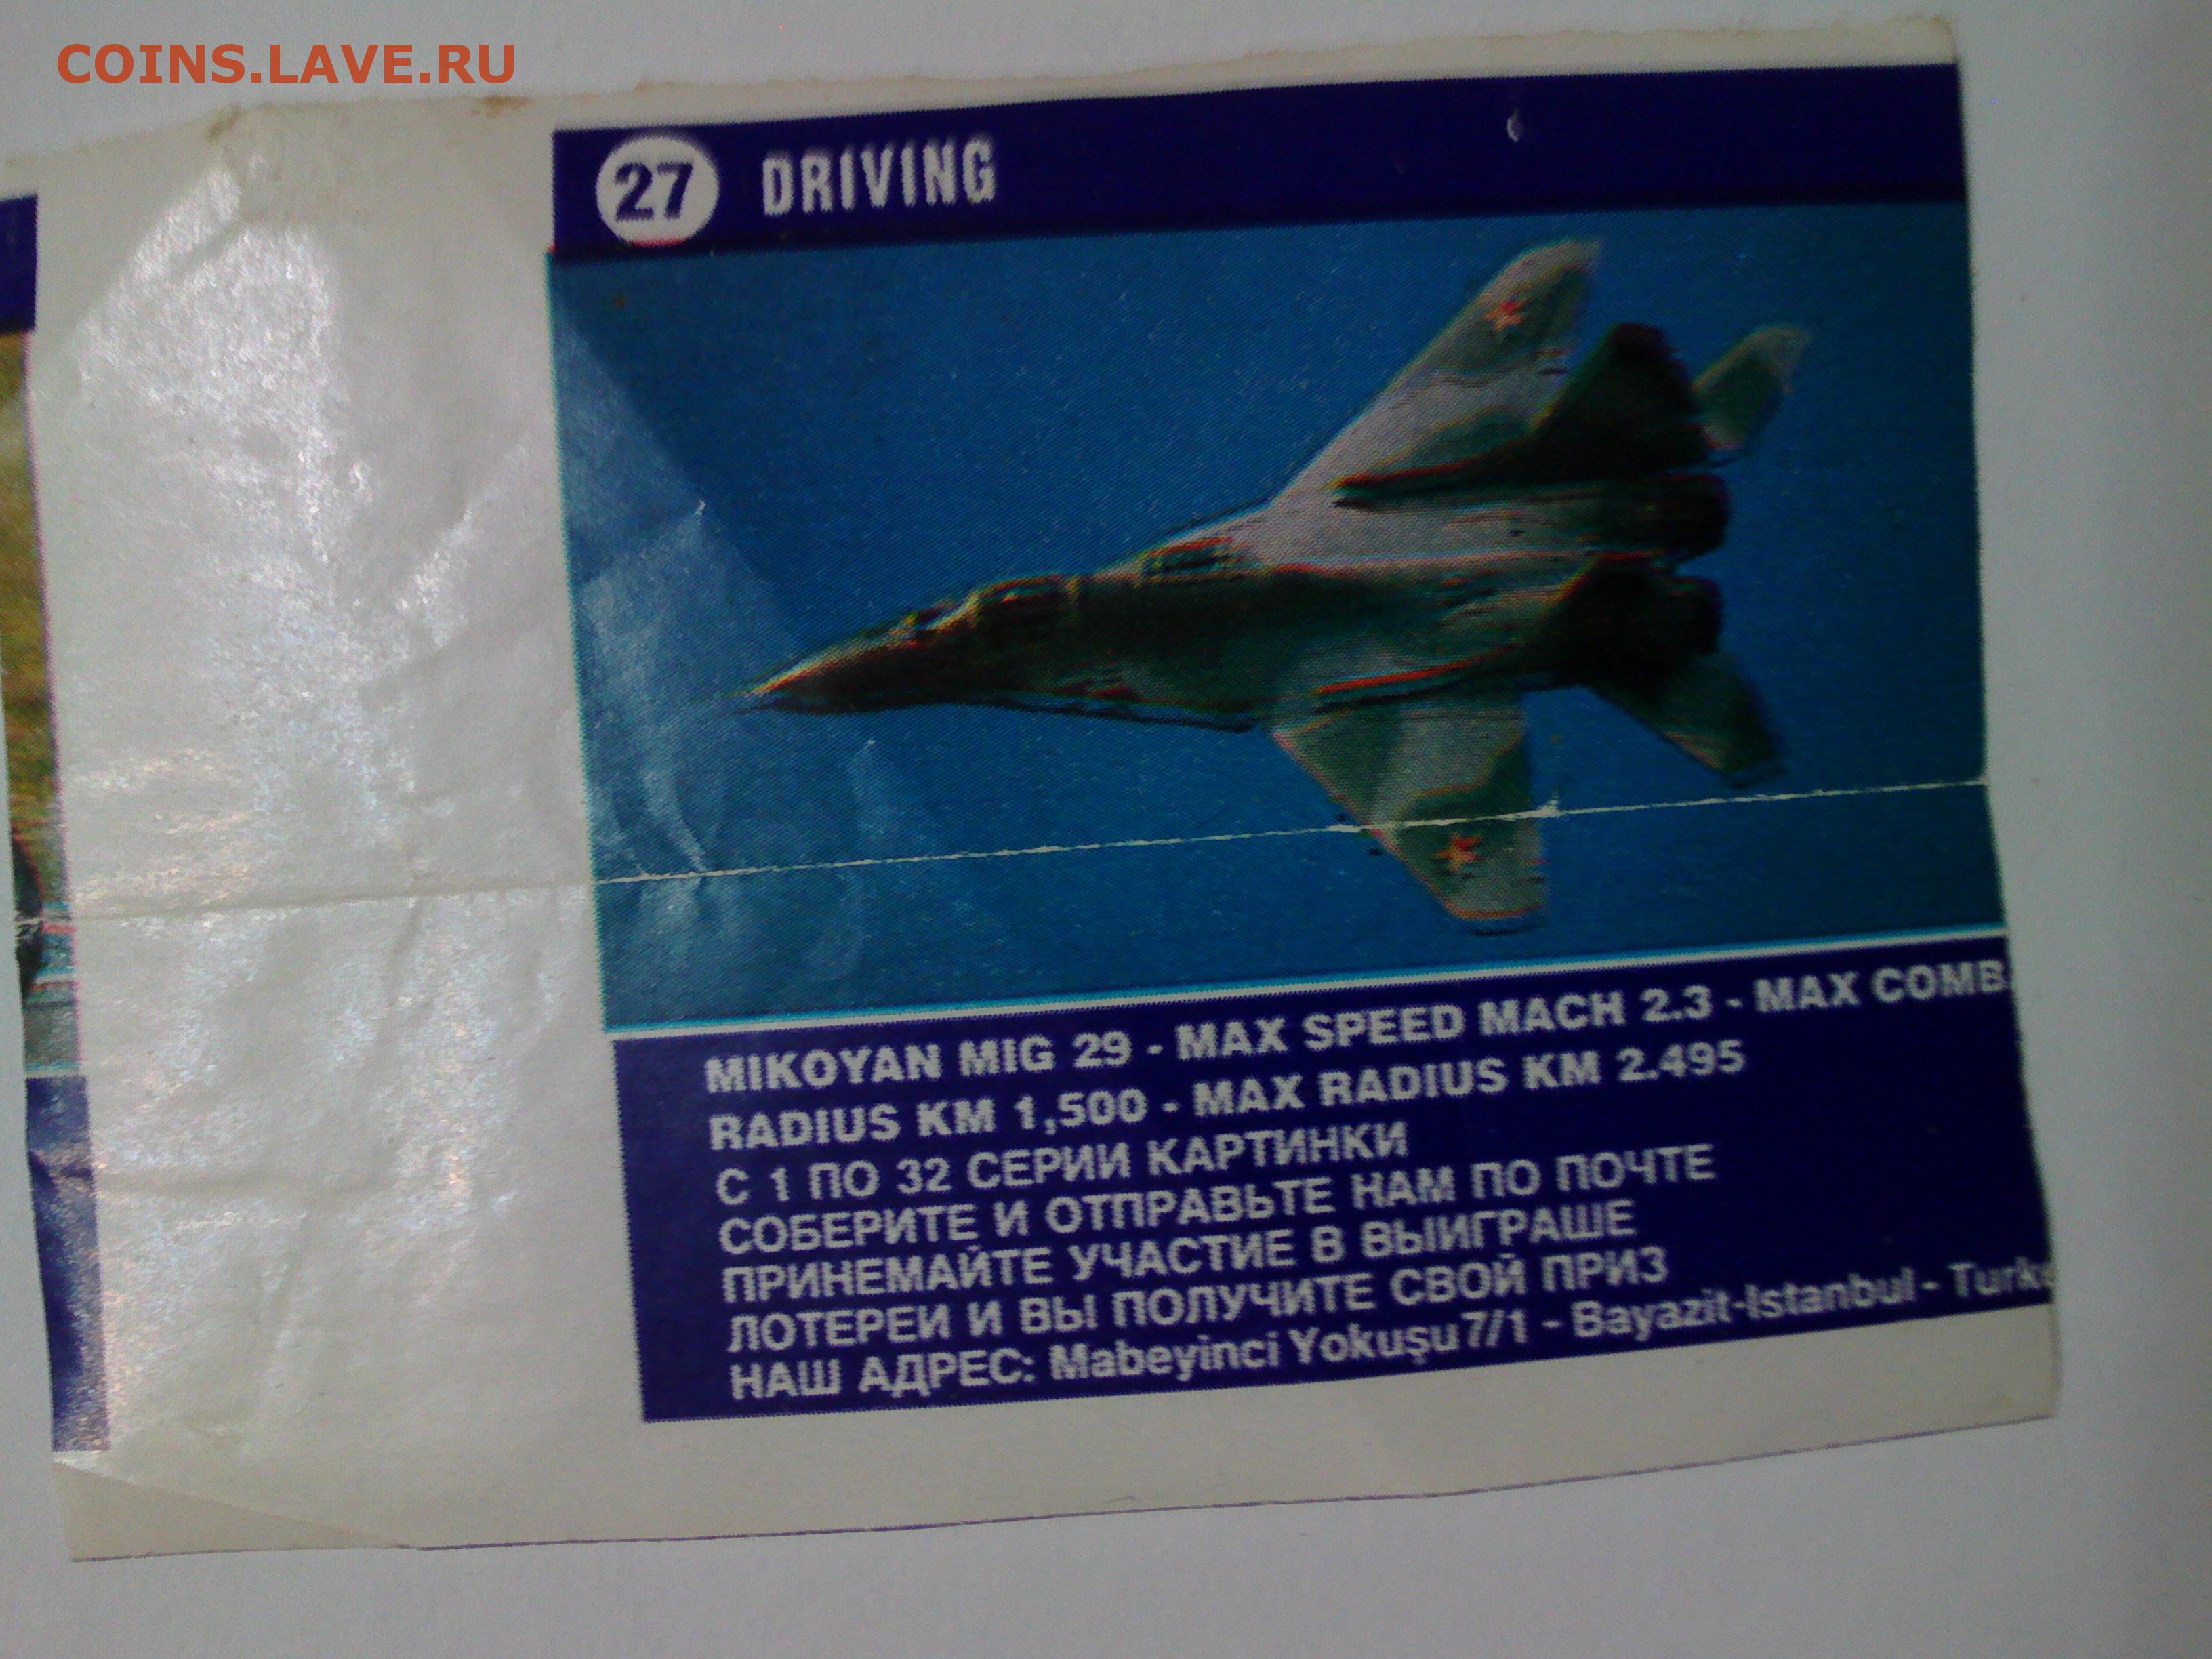 COINS.LAVE.RU
27 DRIVING
MIKOYAN MIG 29 - MAX SPEED MACH 2.3 - MAX COMB
RADIUS KM 1,500 - MAX RADIUS KM 2.495
С 1 ПО 32 СЕРИИ КАРТИНКИ
СОБЕРИТЕ И ОТПРАВЬТЕ НАМ ПО ПОЧТЕ
ПРИНЕМАЙТЕ УЧАСТИЕ В ВЫИГРАШЕ
ЛОТЕРЕИ И ВЫ ПОЛУЧИТЕ СВОЙ ПРИЗ
НАШ АДРЕС: Mabeyinci Yokuşu 7/1 - Bayazit-Istanbul - Turk